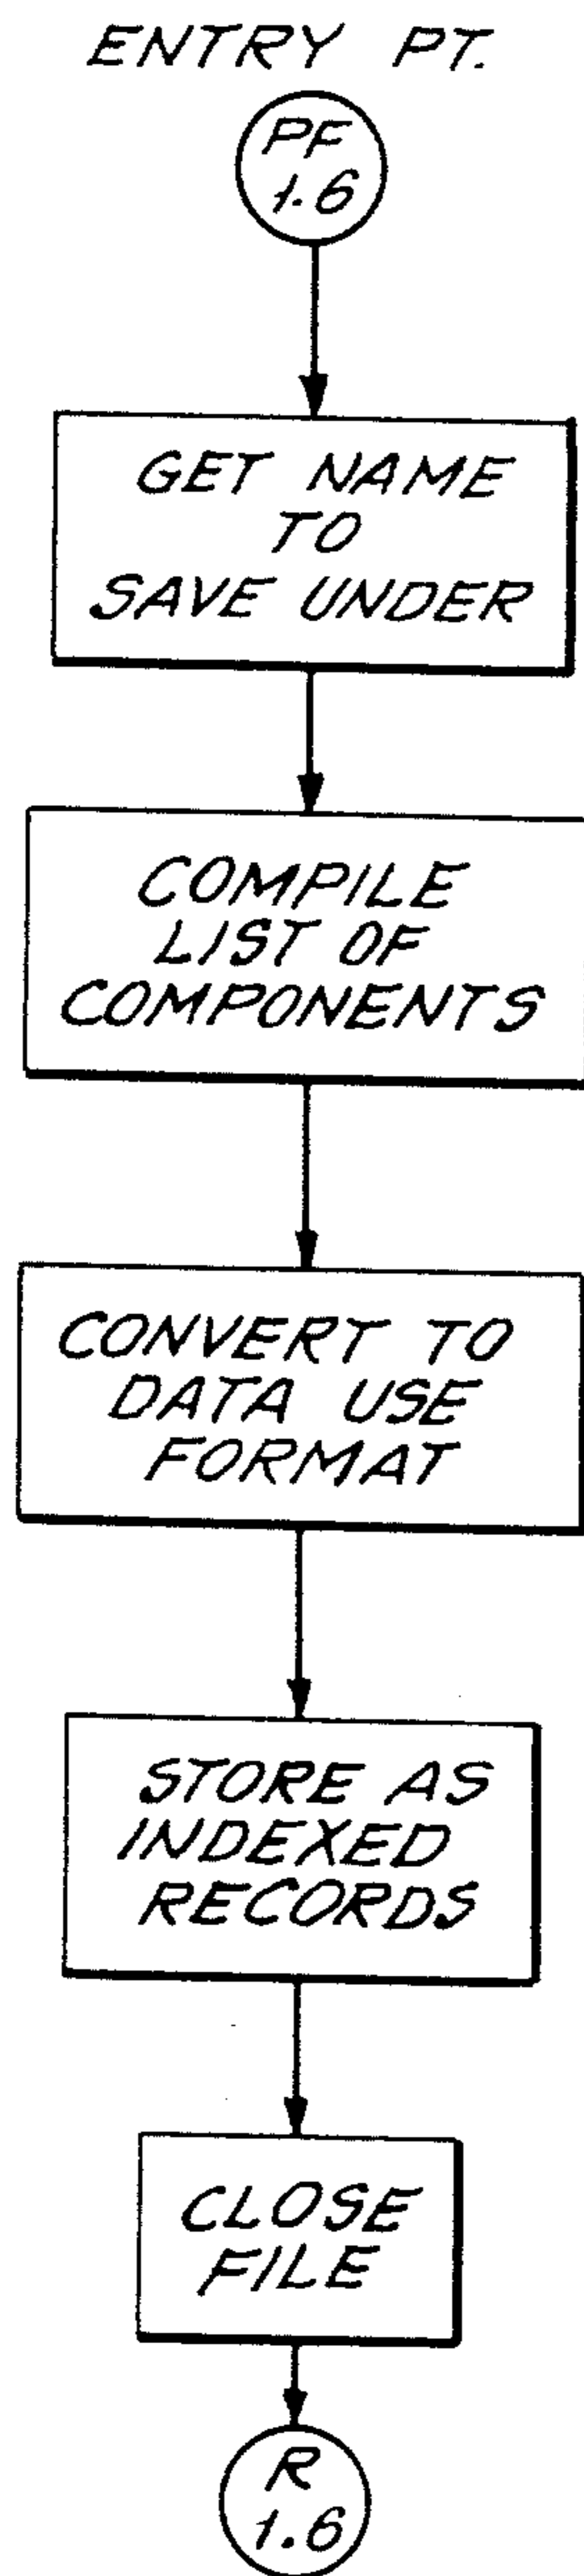 ENTRY PT.
PF
1.6
GET NAME
TO
SAVE UNDER
COMPILE
LIST OF
COMPONENTS
CONVERT TO
DATA USE
FORMAT
STORE AS
INDEXED
RECORDS
CLOSE
FILE
R
1.6